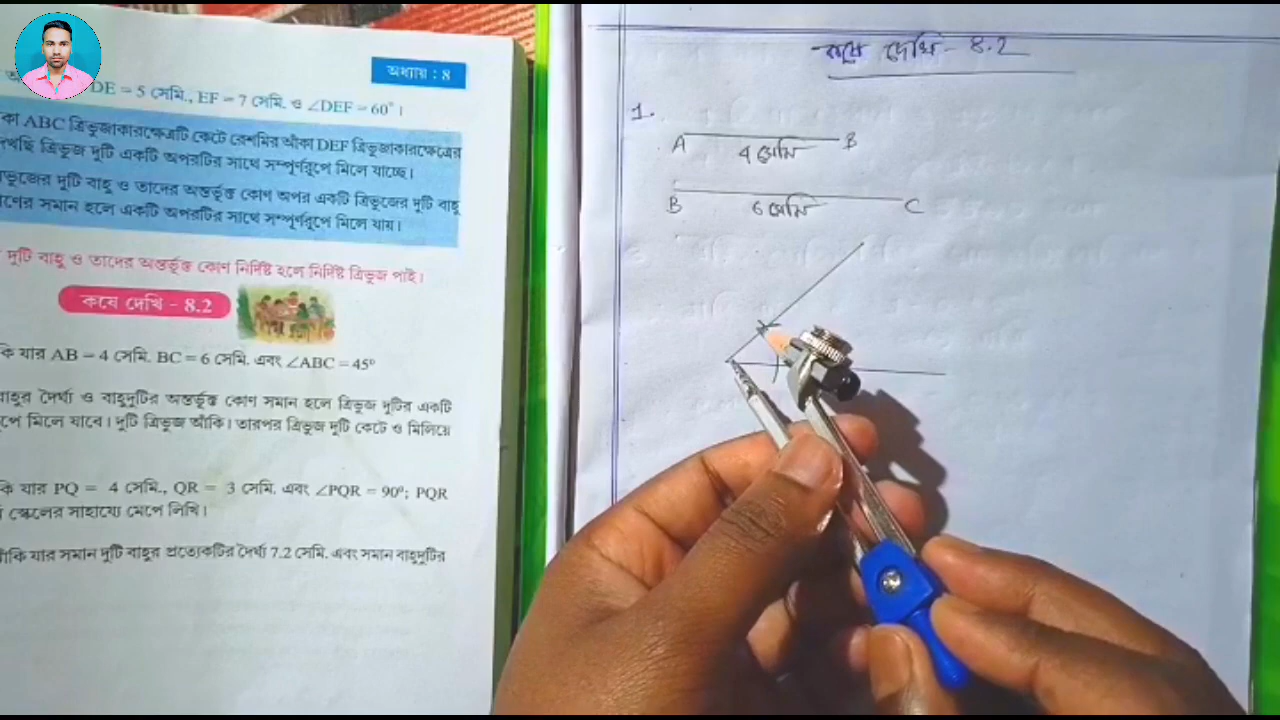 অধ্যায় : 8
DE = 5 সেমি., EF = 7 সেমি. ও ∠DEF = 60° ।
ABC ত্রিভুজাকারক্ষেত্রটি কেটে রেশমির আঁকা DEF ত্রিভুজাকারক্ষেত্রের
ত্রিভুজ দুটি একটি অপরটির সাথে সম্পূর্ণরূপে মিলে যাচ্ছে।
দুটি বাহু ও তাদের অন্তর্ভূক্ত কোণ অপর একটি ত্রিভুজের দুটি বাহু
সমান হলে একটি অপরটির সাথে সম্পূর্ণরূপে মিলে যায়।
দুটি বাহু ও তাদের অন্তর্ভূক্ত কোণ নির্দিষ্ট হলে নির্দিষ্ট ত্রিভুজ পাই।
কষে দেখি - 8.2
যার AB = 4 সেমি. BC = 6 সেমি. এবং ∠ABC = 45°
দৈর্ঘ্য ও বাহুদুটির অন্তর্ভূক্ত কোণ সমান হলে ত্রিভুজ দুটির একটি
মিলে যাবে। দুটি ত্রিভুজ আঁকি। তারপর ত্রিভুজ দুটি কেটে ও মিলিয়ে
যার PQ = 4 সেমি., QR = 3 সেমি. এবং ∠PQR = 90°; PQR
স্কেলের সাহায্যে মেপে লিখি।
যার সমান দুটি বাহুর প্রত্যেকটির দৈর্ঘ্য 7.2 সেমি. এবং সমান বাহুদুটির
কষে দেখি - 8.2
1.
A 4 সেমি B
B 6 সেমি C